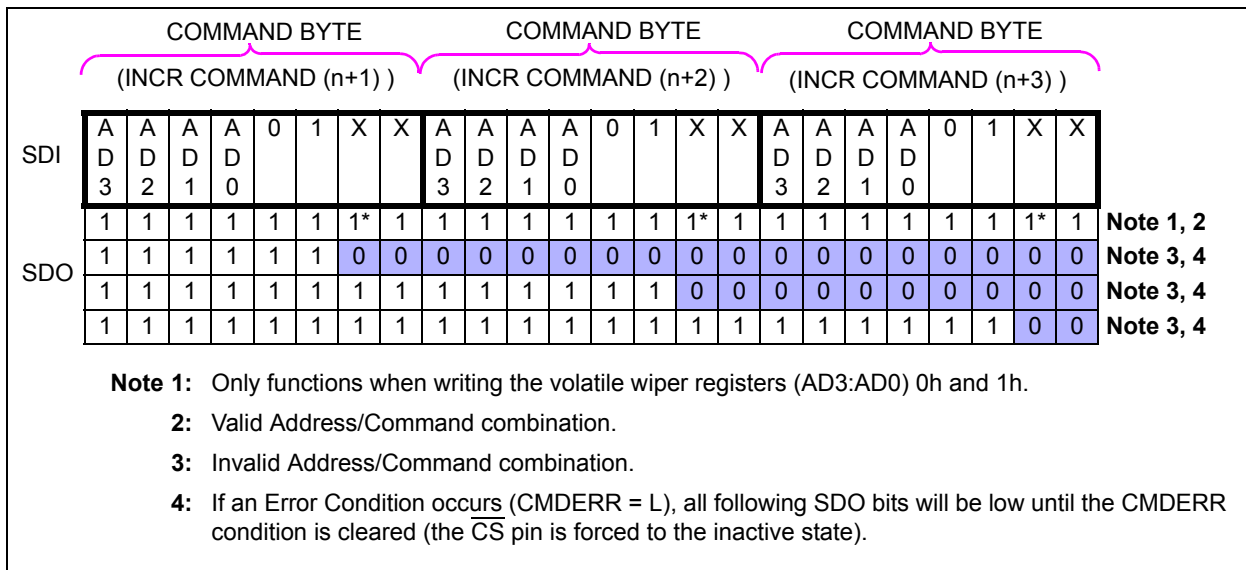 COMMAND BYTE COMMAND BYTE COMMAND BYTE
(INCR COMMAND (n+1) ) (INCR COMMAND (n+2) ) (INCR COMMAND (n+3) )
SDI
A A A A 0 1 X X A A A A 0 1 X X A A A A 0 1 X X
D D D D D D D D D D D D
3 2 1 0 3 2 1 0 3 2 1 0
SDO
1 1 1 1 1 1 1* 1 1 1 1 1 1 1 1* 1 1 1 1 1 1 1 1* 1 Note 1, 2
1 1 1 1 1 1 0 0 0 0 0 0 0 0 0 0 0 0 0 0 0 0 0 0 Note 3, 4
1 1 1 1 1 1 1 1 1 1 1 1 1 1 0 0 0 0 0 0 0 0 0 0 Note 3, 4
1 1 1 1 1 1 1 1 1 1 1 1 1 1 1 1 1 1 1 1 1 1 0 0 Note 3, 4
Note 1: Only functions when writing the volatile wiper registers (AD3:AD0) 0h and 1h.
2: Valid Address/Command combination.
3: Invalid Address/Command combination.
4: If an Error Condition occurs (CMDERR = L), all following SDO bits will be low until the CMDERR
condition is cleared (the C̅S̅ pin is forced to the inactive state).